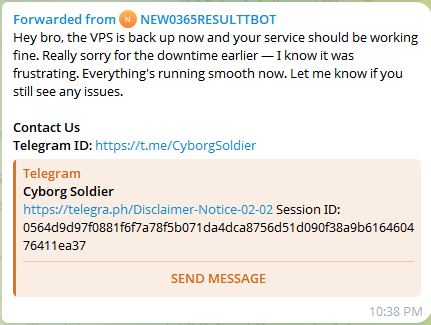 Forwarded from N NEW0365RESULTTBOT
Hey bro, the VPS is back up now and your service should be working
fine. Really sorry for the downtime earlier — I know it was
frustrating. Everything's running smooth now. Let me know if you
still see any issues.
Contact Us
Telegram ID: https://t.me/CyborgSoldier
Telegram
Cyborg Soldier
https://telegra.ph/Disclaimer-Notice-02-02 Session ID:
0564d9d97f0881f6f7a78f5b071da4dca8756d51d090f38a9b6164604
76411ea37
SEND MESSAGE
10:38 PM